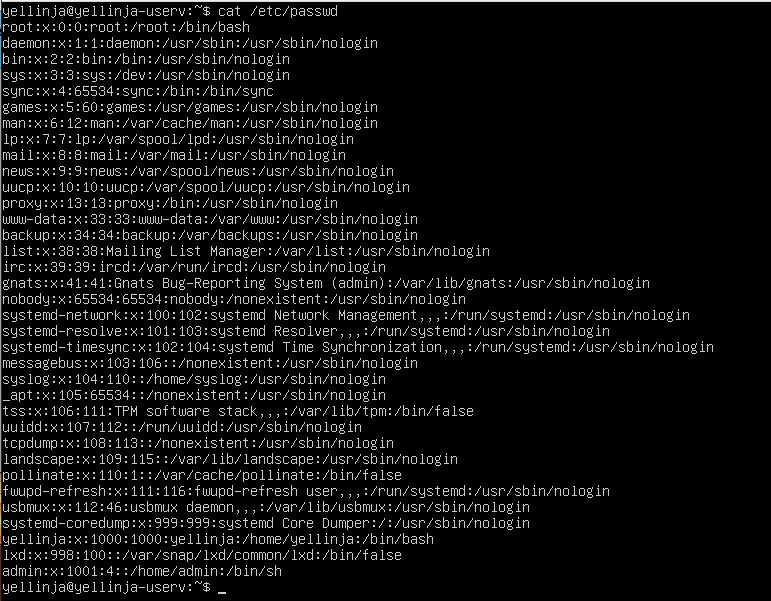 yellinja@yellinja-userv:~$ cat /etc/passwd
root:x:0:0:root:/root:/bin/bash
daemon:x:1:1:daemon:/usr/sbin:/usr/sbin/nologin
bin:x:2:2:bin:/bin:/usr/sbin/nologin
sys:x:3:3:sys:/dev:/usr/sbin/nologin
sync:x:4:65534:sync:/bin:/bin/sync
games:x:5:60:games:/usr/games:/usr/sbin/nologin
man:x:6:12:man:/var/cache/man:/usr/sbin/nologin
lp:x:7:7:lp:/var/spool/lpd:/usr/sbin/nologin
mail:x:8:8:mail:/var/mail:/usr/sbin/nologin
news:x:9:9:news:/var/spool/news:/usr/sbin/nologin
uucp:x:10:10:uucp:/var/spool/uucp:/usr/sbin/nologin
proxy:x:13:13:proxy:/bin:/usr/sbin/nologin
www-data:x:33:33:www-data:/var/www:/usr/sbin/nologin
backup:x:34:34:backup:/var/backups:/usr/sbin/nologin
list:x:38:38:Mailing List Manager:/var/list:/usr/sbin/nologin
irc:x:39:39:ircd:/var/run/ircd:/usr/sbin/nologin
gnats:x:41:41:Gnats Bug-Reporting System (admin):/var/lib/gnats:/usr/sbin/nologin
nobody:x:65534:65534:nobody:/nonexistent:/usr/sbin/nologin
systemd-network:x:100:102:systemd Network Management,,,:/run/systemd:/usr/sbin/nologin
systemd-resolve:x:101:103:systemd Resolver,,,:/run/systemd:/usr/sbin/nologin
systemd-timesync:x:102:104:systemd Time Synchronization,,,:/run/systemd:/usr/sbin/nologin
messagebus:x:103:106::/nonexistent:/usr/sbin/nologin
syslog:x:104:110::/home/syslog:/usr/sbin/nologin
_apt:x:105:65534::/nonexistent:/usr/sbin/nologin
tss:x:106:111:TPM software stack,,,:/var/lib/tpm:/bin/false
uuidd:x:107:112::/run/uuidd:/usr/sbin/nologin
tcpdump:x:108:113::/nonexistent:/usr/sbin/nologin
landscape:x:109:115::/var/lib/landscape:/usr/sbin/nologin
pollinate:x:110:1::/var/cache/pollinate:/bin/false
fwupd-refresh:x:111:116:fwupd-refresh user,,,:/run/systemd:/usr/sbin/nologin
usbmux:x:112:46:usbmux daemon,,,:/var/lib/usbmux:/usr/sbin/nologin
systemd-coredump:x:999:999:systemd Core Dumper:/:/usr/sbin/nologin
yellinja:x:1000:1000:yellinja:/home/yellinja:/bin/bash
lxd:x:998:100::/var/snap/lxd/common/lxd:/bin/false
admin:x:1001:4::/home/admin:/bin/sh
yellinja@yellinja-userv:~$ _